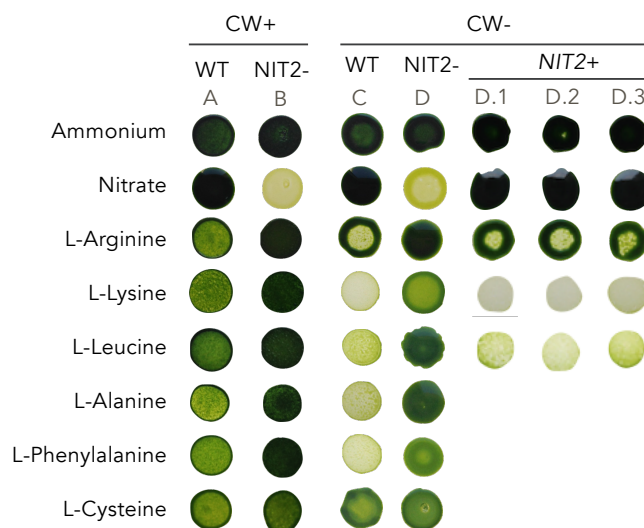 CW+ CW-
WT NIT2- WT NIT2- NIT2+
A B C D D.1 D.2 D.3
Ammonium
Nitrate
L-Arginine
L-Lysine
L-Leucine
L-Alanine
L-Phenylalanine
L-Cysteine